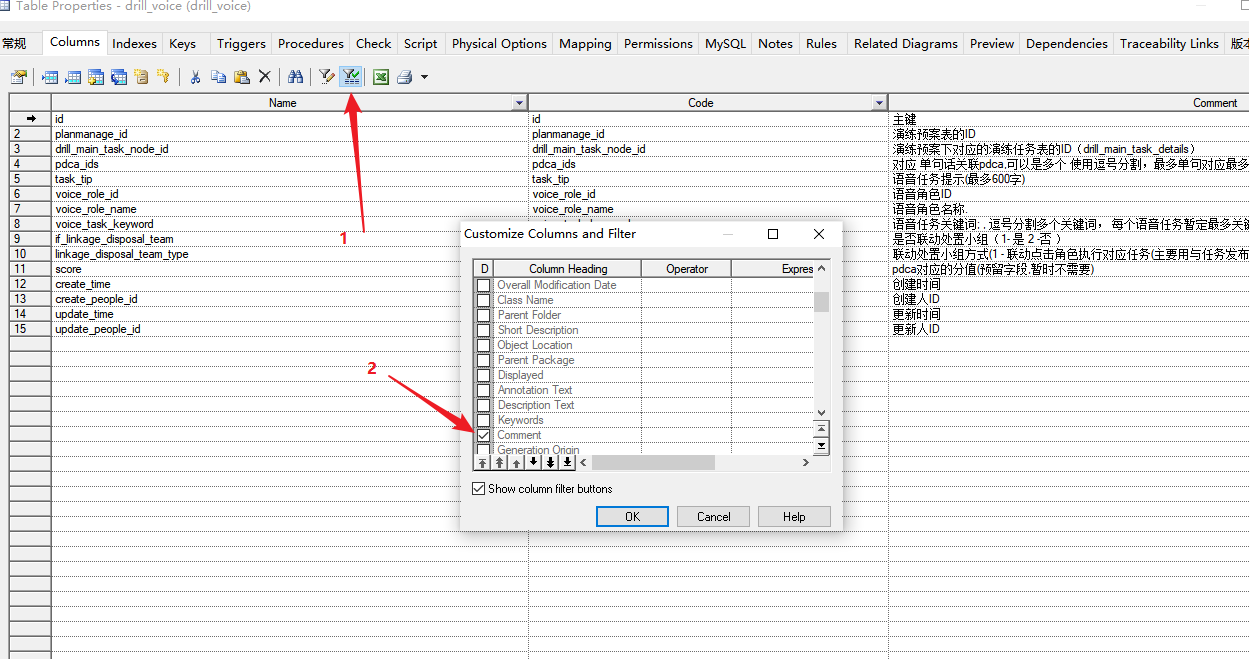 Table Properties - drill_voice (drill_voice)
常规 Columns Indexes Keys Triggers Procedures Check Script Physical Options Mapping Permissions MySQL Notes Rules Related Diagrams Preview Dependencies Traceability Links 版本
Name Code Comment
id id 主键
2 planmanage_id planmanage_id 演练预案表的ID
3 drill_main_task_node_id drill_main_task_node_id 演练预案下对应的演练任务表的ID（drill_main_task_details）
4 pdca_ids pdca_ids 对应 单句话关联pdca,可以是多个 使用逗号分割，最多单句对应最多
5 task_tip task_tip 语音任务提示(最多600字)
6 voice_role_id voice_role_id 语音角色ID
7 voice_role_name voice_role_name 语音角色名称.
8 voice_task_keyword 语音任务关键词; , 逗号分割多个关键词， 每个语音任务暂定最多关键
9 if_linkage_disposal_team 是否联动处置小组（ 1- 是 2 -否 ）
10 linkage_disposal_team_type 联动处置小组方式(1 - 联动点击角色执行对应任务(主要用与任务发布
11 score pdca对应的分值(预留字段,暂时不需要)
12 create_time 创建时间
13 create_people_id 创建人ID
14 update_time 更新时间
15 update_people_id 更新人ID
1
2
Customize Columns and Filter
D Column Heading Operator Expres
Overall Modification Date
Class Name
Parent Folder
Short Description
Object Location
Parent Package
Displayed
Annotation Text
Description Text
Keywords
Comment
Generation Origin
Show column filter buttons
OK Cancel Help